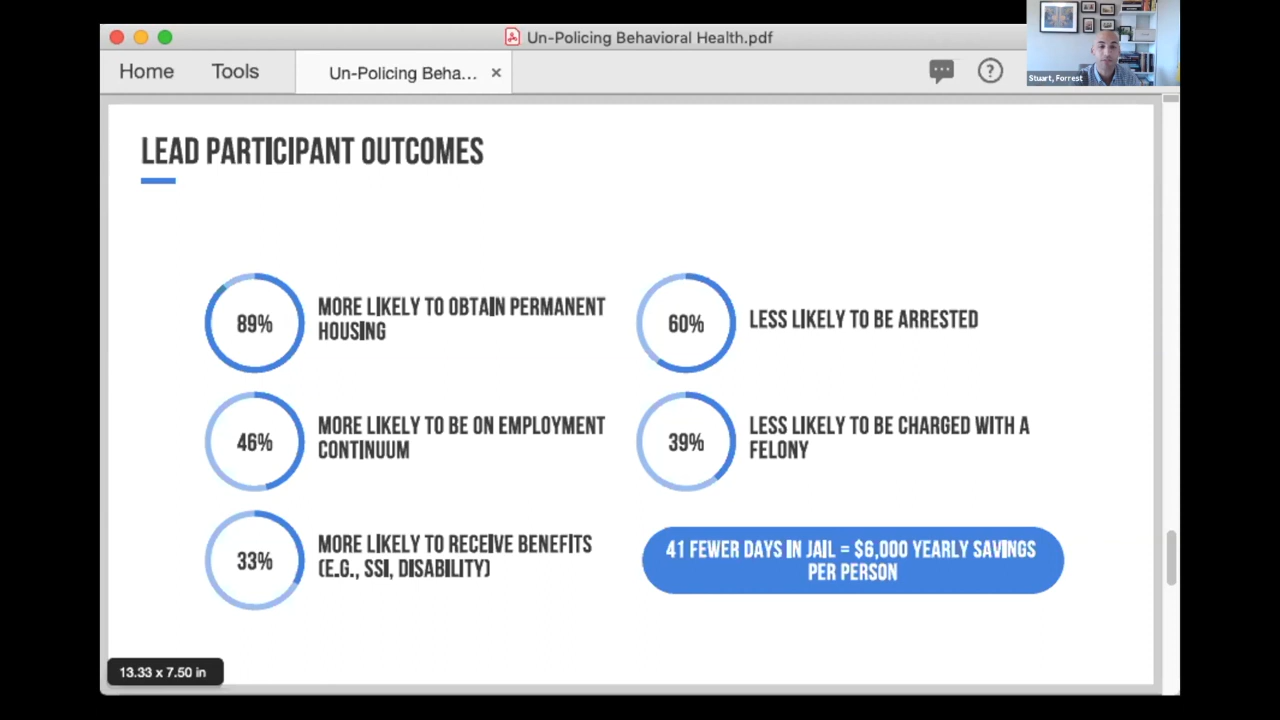 Un-Policing Behavioral Health.pdf
Home
Tools
Un-Policing Beha...
Stuart, Forrest
LEAD PARTICIPANT OUTCOMES
89%
MORE LIKELY TO OBTAIN PERMANENT
HOUSING
60%
LESS LIKELY TO BE ARRESTED
46%
MORE LIKELY TO BE ON EMPLOYMENT
CONTINUUM
39%
LESS LIKELY TO BE CHARGED WITH A
FELONY
33%
MORE LIKELY TO RECEIVE BENEFITS
(E.G., SSI, DISABILITY)
41 FEWER DAYS IN JAIL = $6,000 YEARLY SAVINGS
PER PERSON
13.33 x 7.50 in